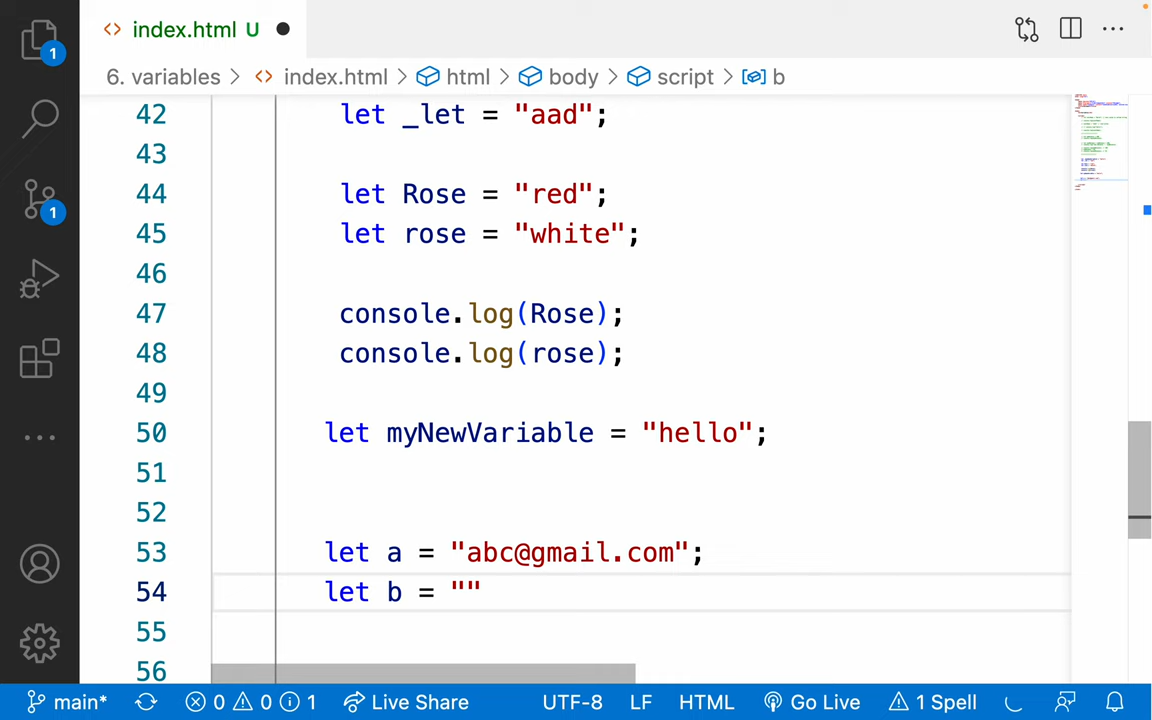 index.html U
6. variables > index.html > html > body > script > b
42 let _let = "aad";
43
44 let Rose = "red";
45 let rose = "white";
46
47 console.log(Rose);
48 console.log(rose);
49
50 let myNewVariable = "hello";
51
52
53 let a = "abc@gmail.com";
54 let b = ""
55
56
1
1
main* 0 0 1 Live Share UTF-8 LF HTML Go Live 1 Spell